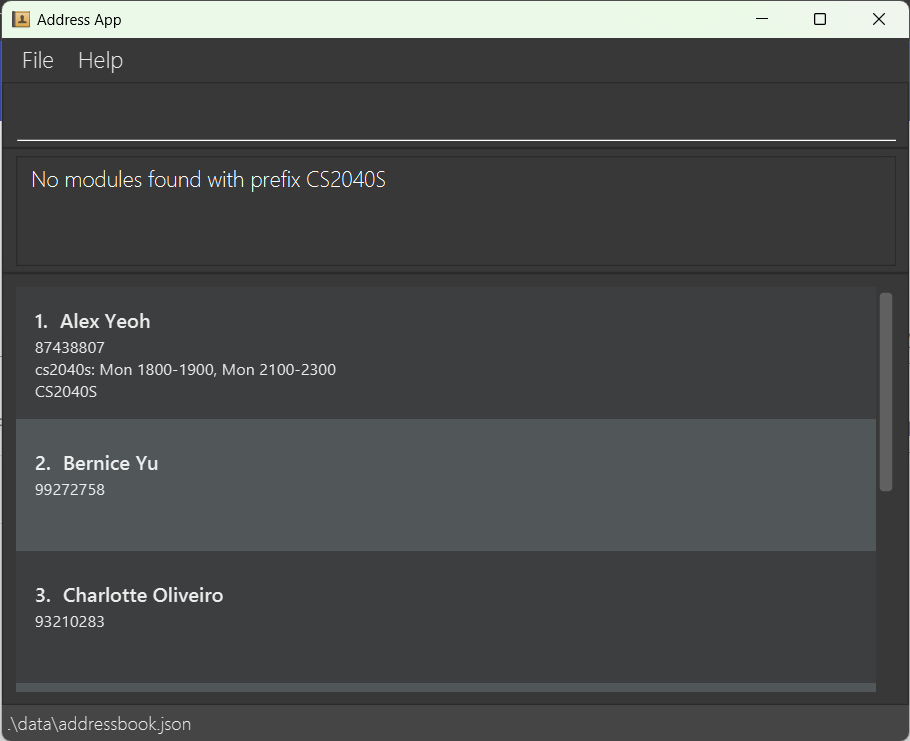 Address App
File Help
No modules found with prefix CS2040S
1. Alex Yeoh
87438807
cs2040s: Mon 1800-1900, Mon 2100-2300
CS2040S
2. Bernice Yu
99272758
3. Charlotte Oliveiro
93210283
.\data\addressbook.json